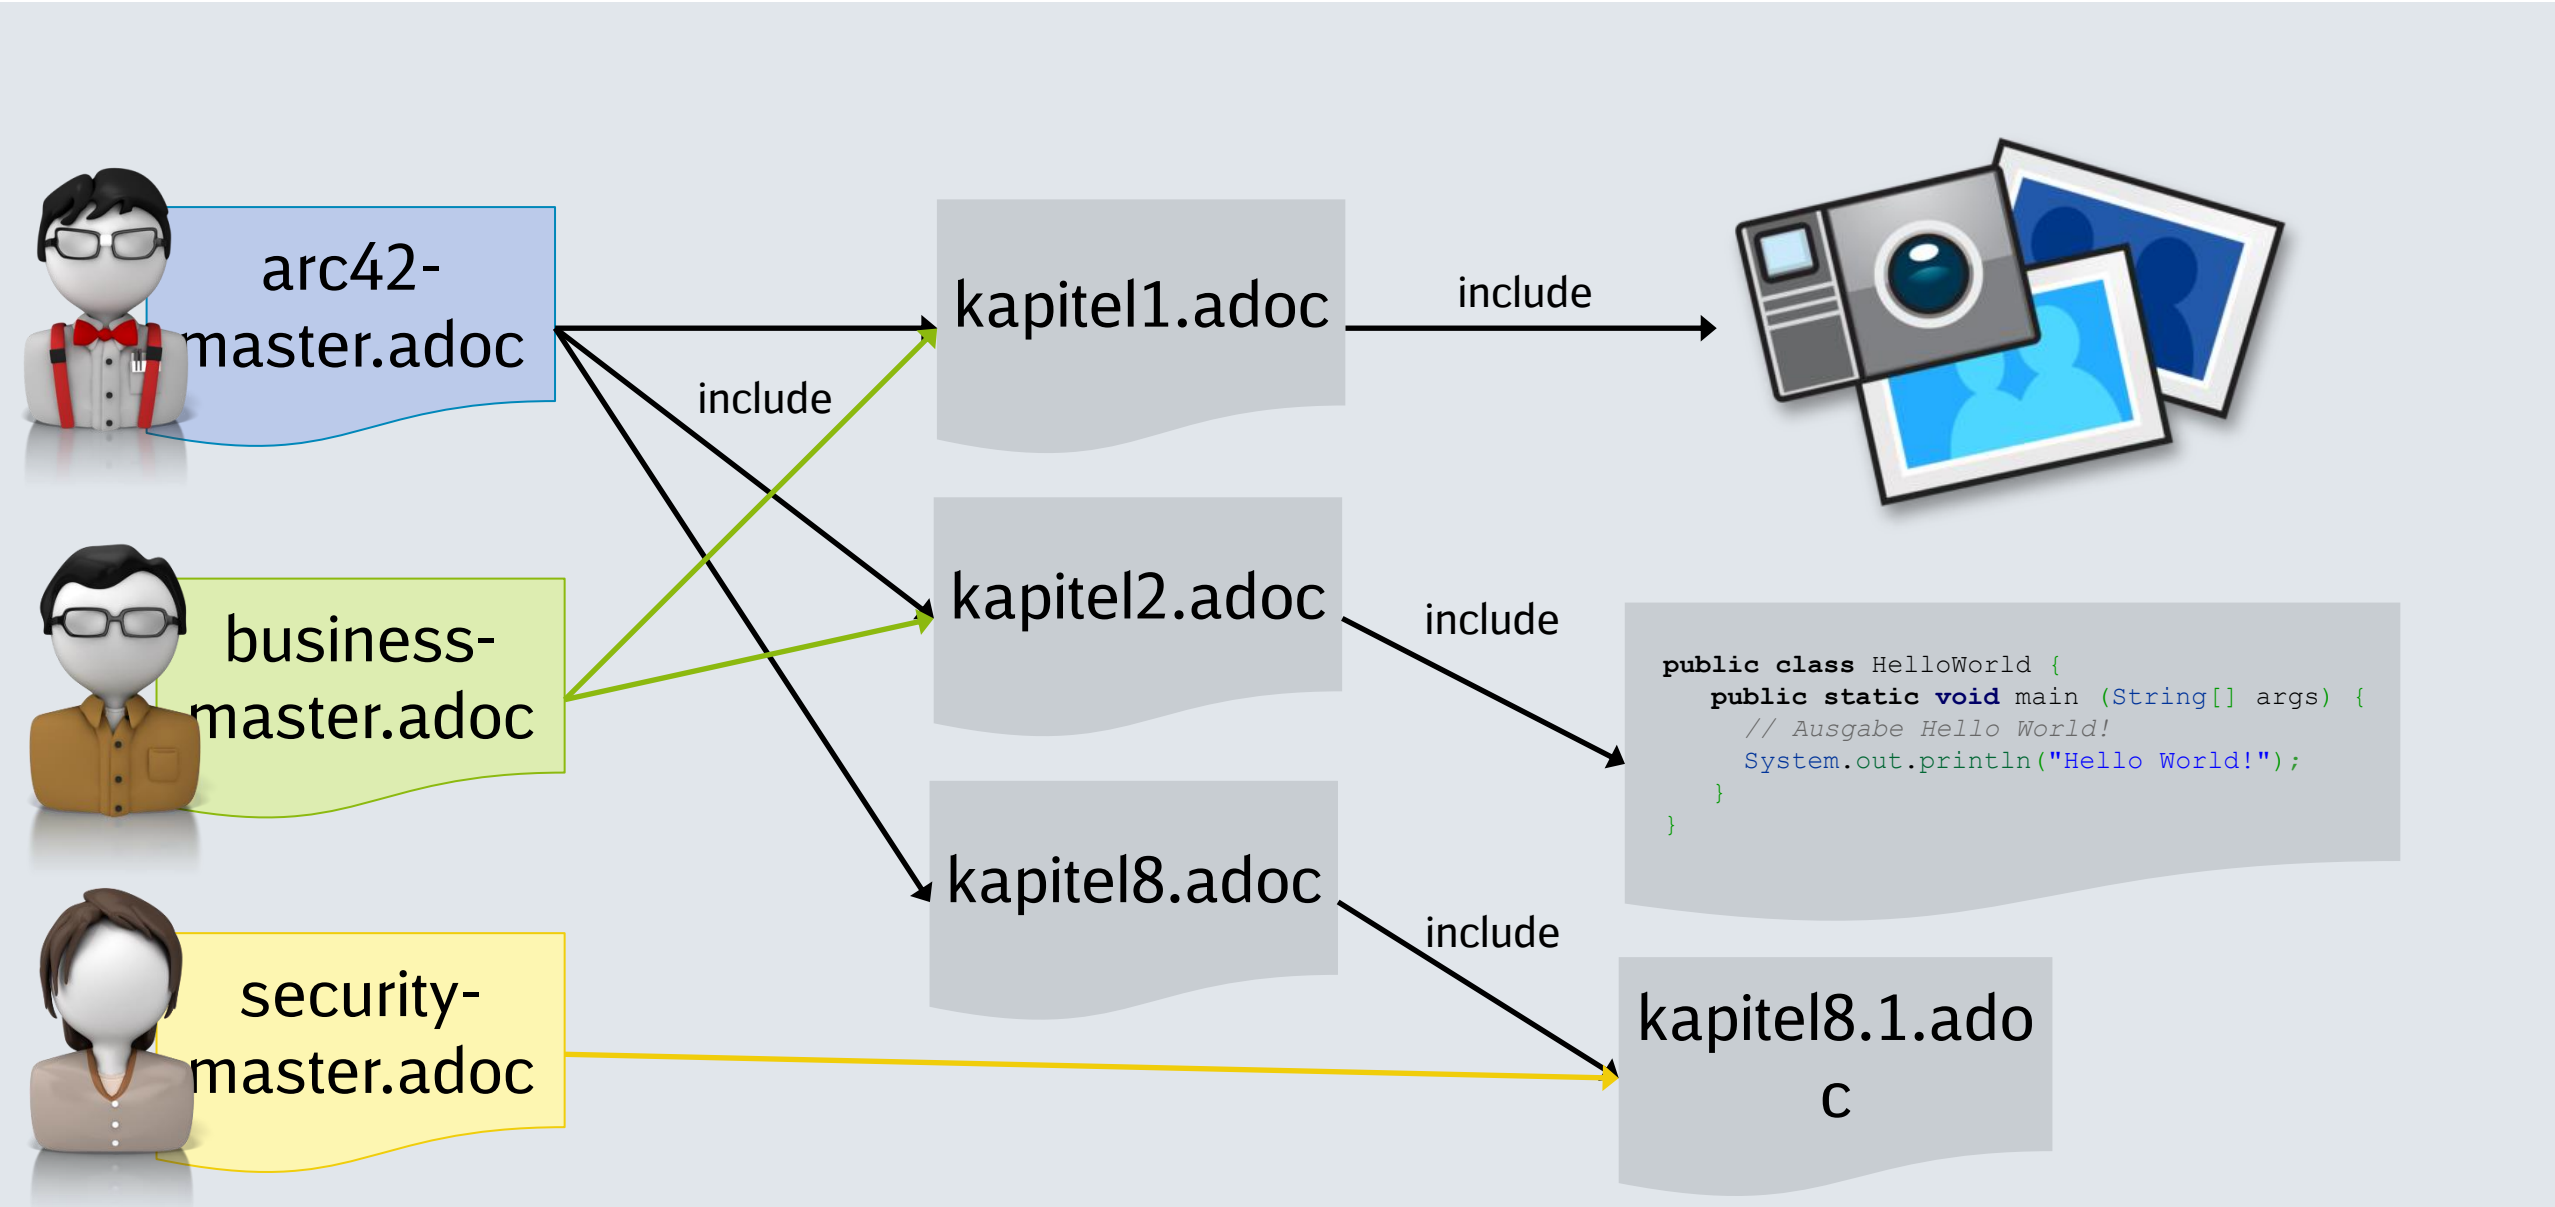 arc42-
master.adoc
include
kapitel1.adoc
include
business-
master.adoc
kapitel2.adoc
include
public class HelloWorld {
public static void main (String[] args) {
// Ausgabe Hello World!
System.out.println("Hello World!");
}
}
kapitel8.adoc
include
security-
master.adoc
kapitel8.1.ado
c